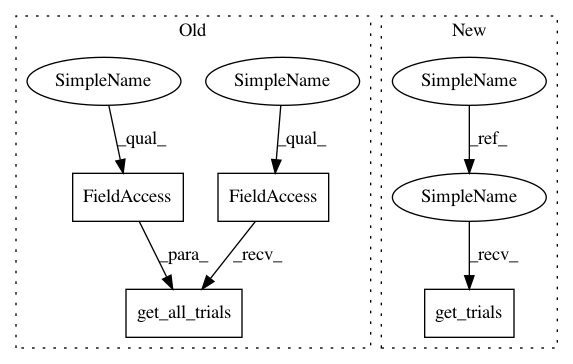 Old
New
SimpleName
SimpleName
SimpleName
_qual_
_qual_
_ref_
FieldAccess
FieldAccess
SimpleName
_para_
_recv_
_recv_
get_all_trials
get_trials